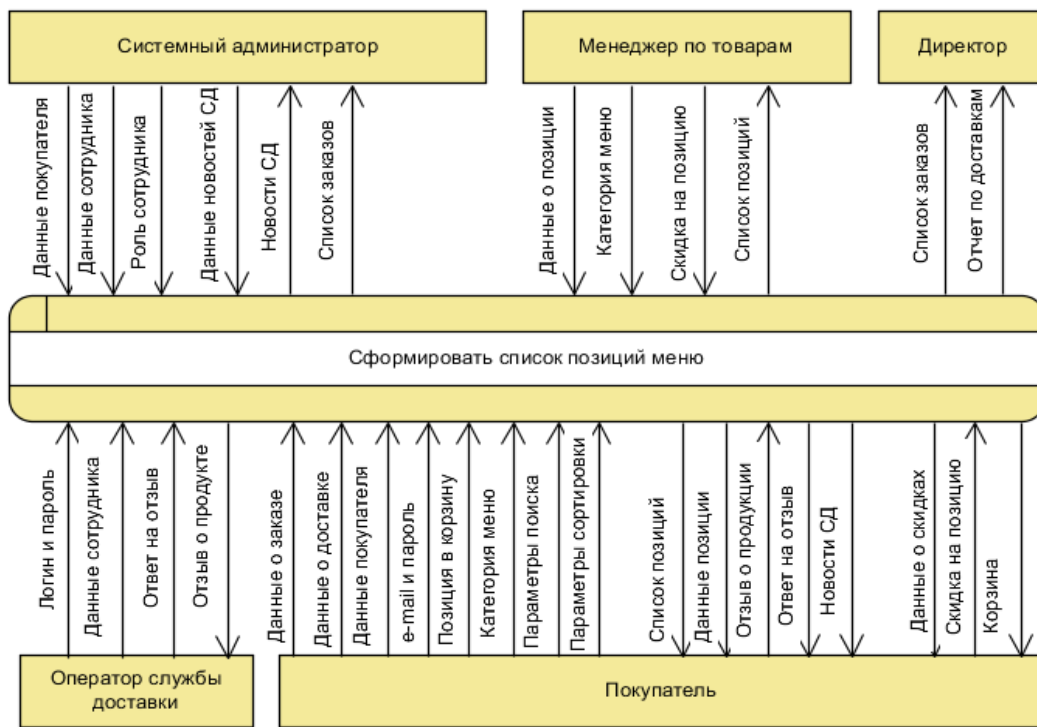 Системный администратор
Менеджер по товарам
Директор
Данные покупателя
Данные сотрудника
Роль сотрудника
Данные новостей СД
Новости СД
Список заказов
Данные о позиции
Категория меню
Скидка на позицию
Список позиций
Список заказов
Отчет по доставкам
Сформировать список позиций меню
Логин и пароль
Данные сотрудника
Ответ на отзыв
Отзыв о продукте
Данные о заказе
Данные о доставке
Данные покупателя
e-mail и пароль
Позиция в корзину
Категория меню
Параметры поиска
Параметры сортировки
Список позиций
Данные позиции
Отзыв о продукции
Ответ на отзыв
Новости СД
Данные о скидках
Скидка на позицию
Корзина
Оператор службы
доставки
Покупатель